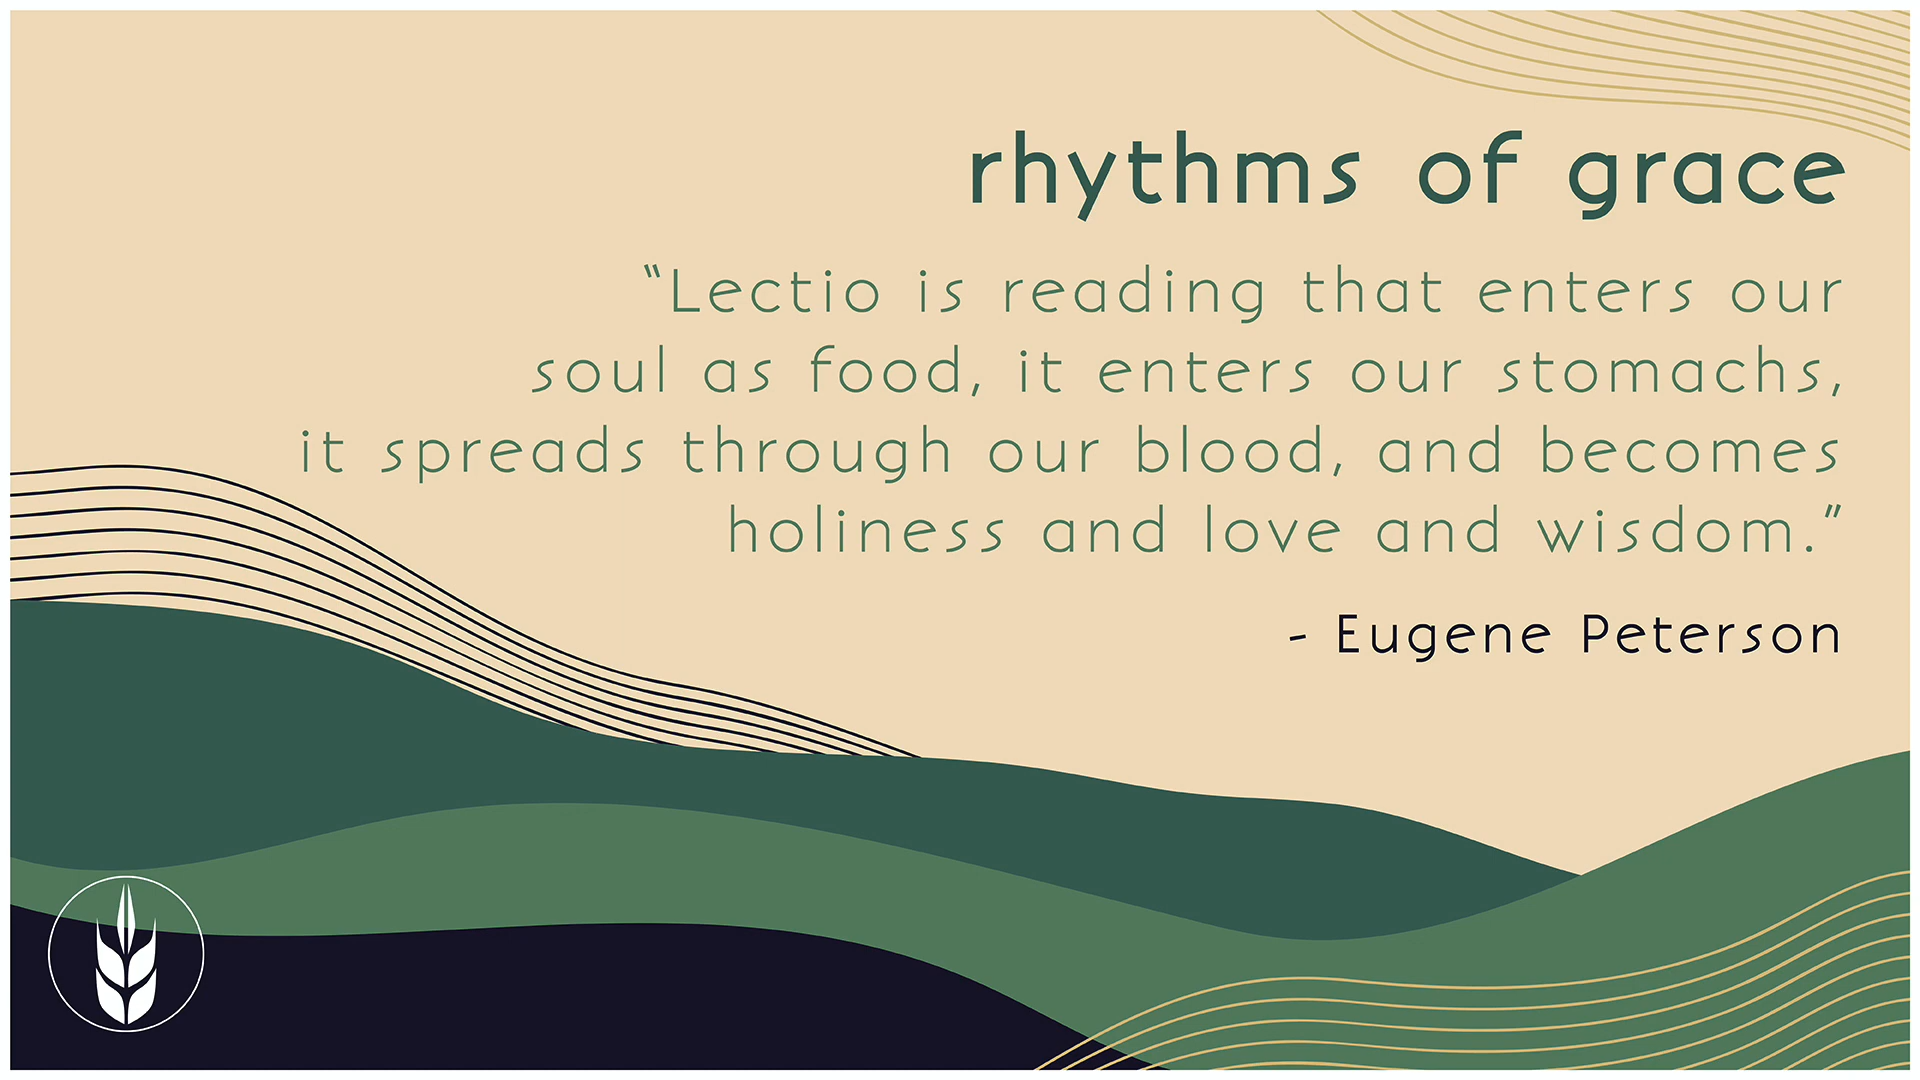 rhythms of grace
“Lectio is reading that enters our
soul as food, it enters our stomachs,
it spreads through our blood, and becomes
holiness and love and wisdom.”
- Eugene Peterson